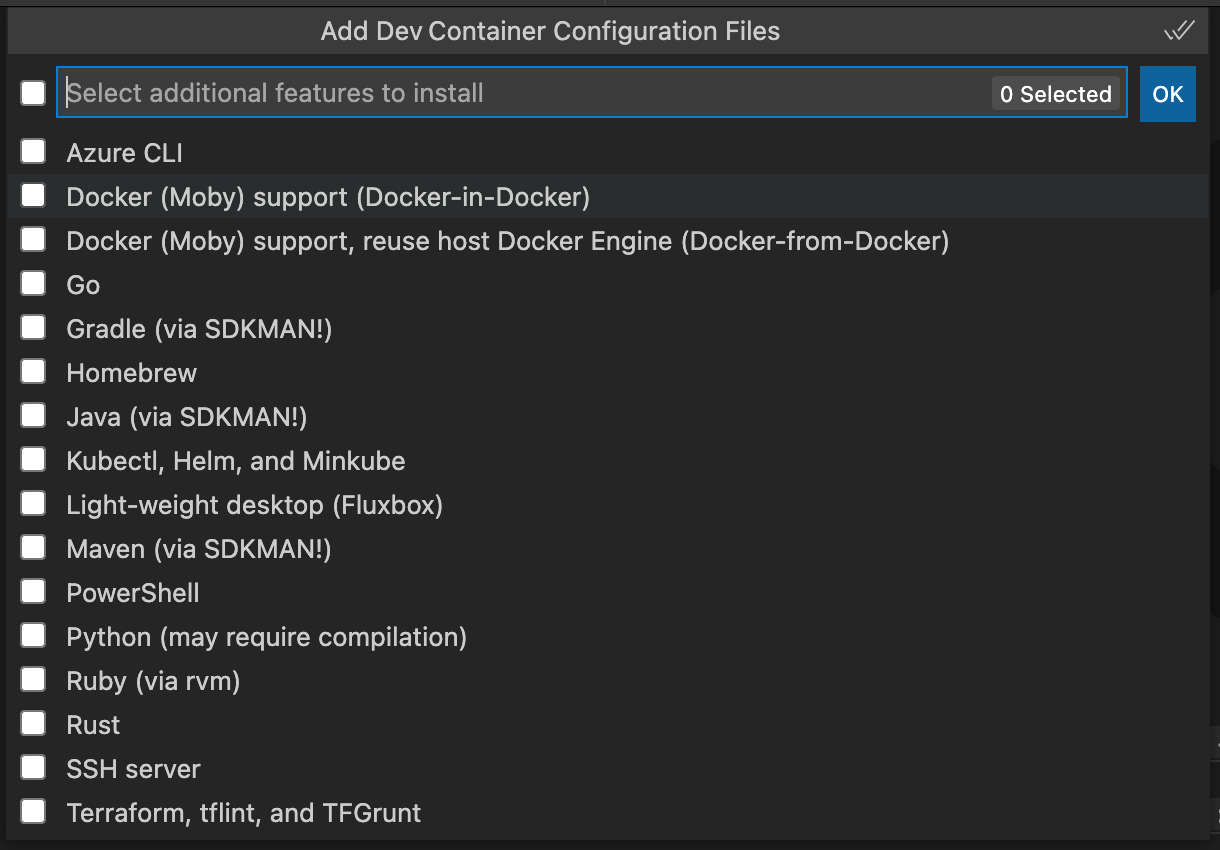 Add Dev Container Configuration Files
Select additional features to install 0 Selected OK
Azure CLI
Docker (Moby) support (Docker-in-Docker)
Docker (Moby) support, reuse host Docker Engine (Docker-from-Docker)
Go
Gradle (via SDKMAN!)
Homebrew
Java (via SDKMAN!)
Kubectl, Helm, and Minkube
Light-weight desktop (Fluxbox)
Maven (via SDKMAN!)
PowerShell
Python (may require compilation)
Ruby (via rvm)
Rust
SSH server
Terraform, tflint, and TFGrunt